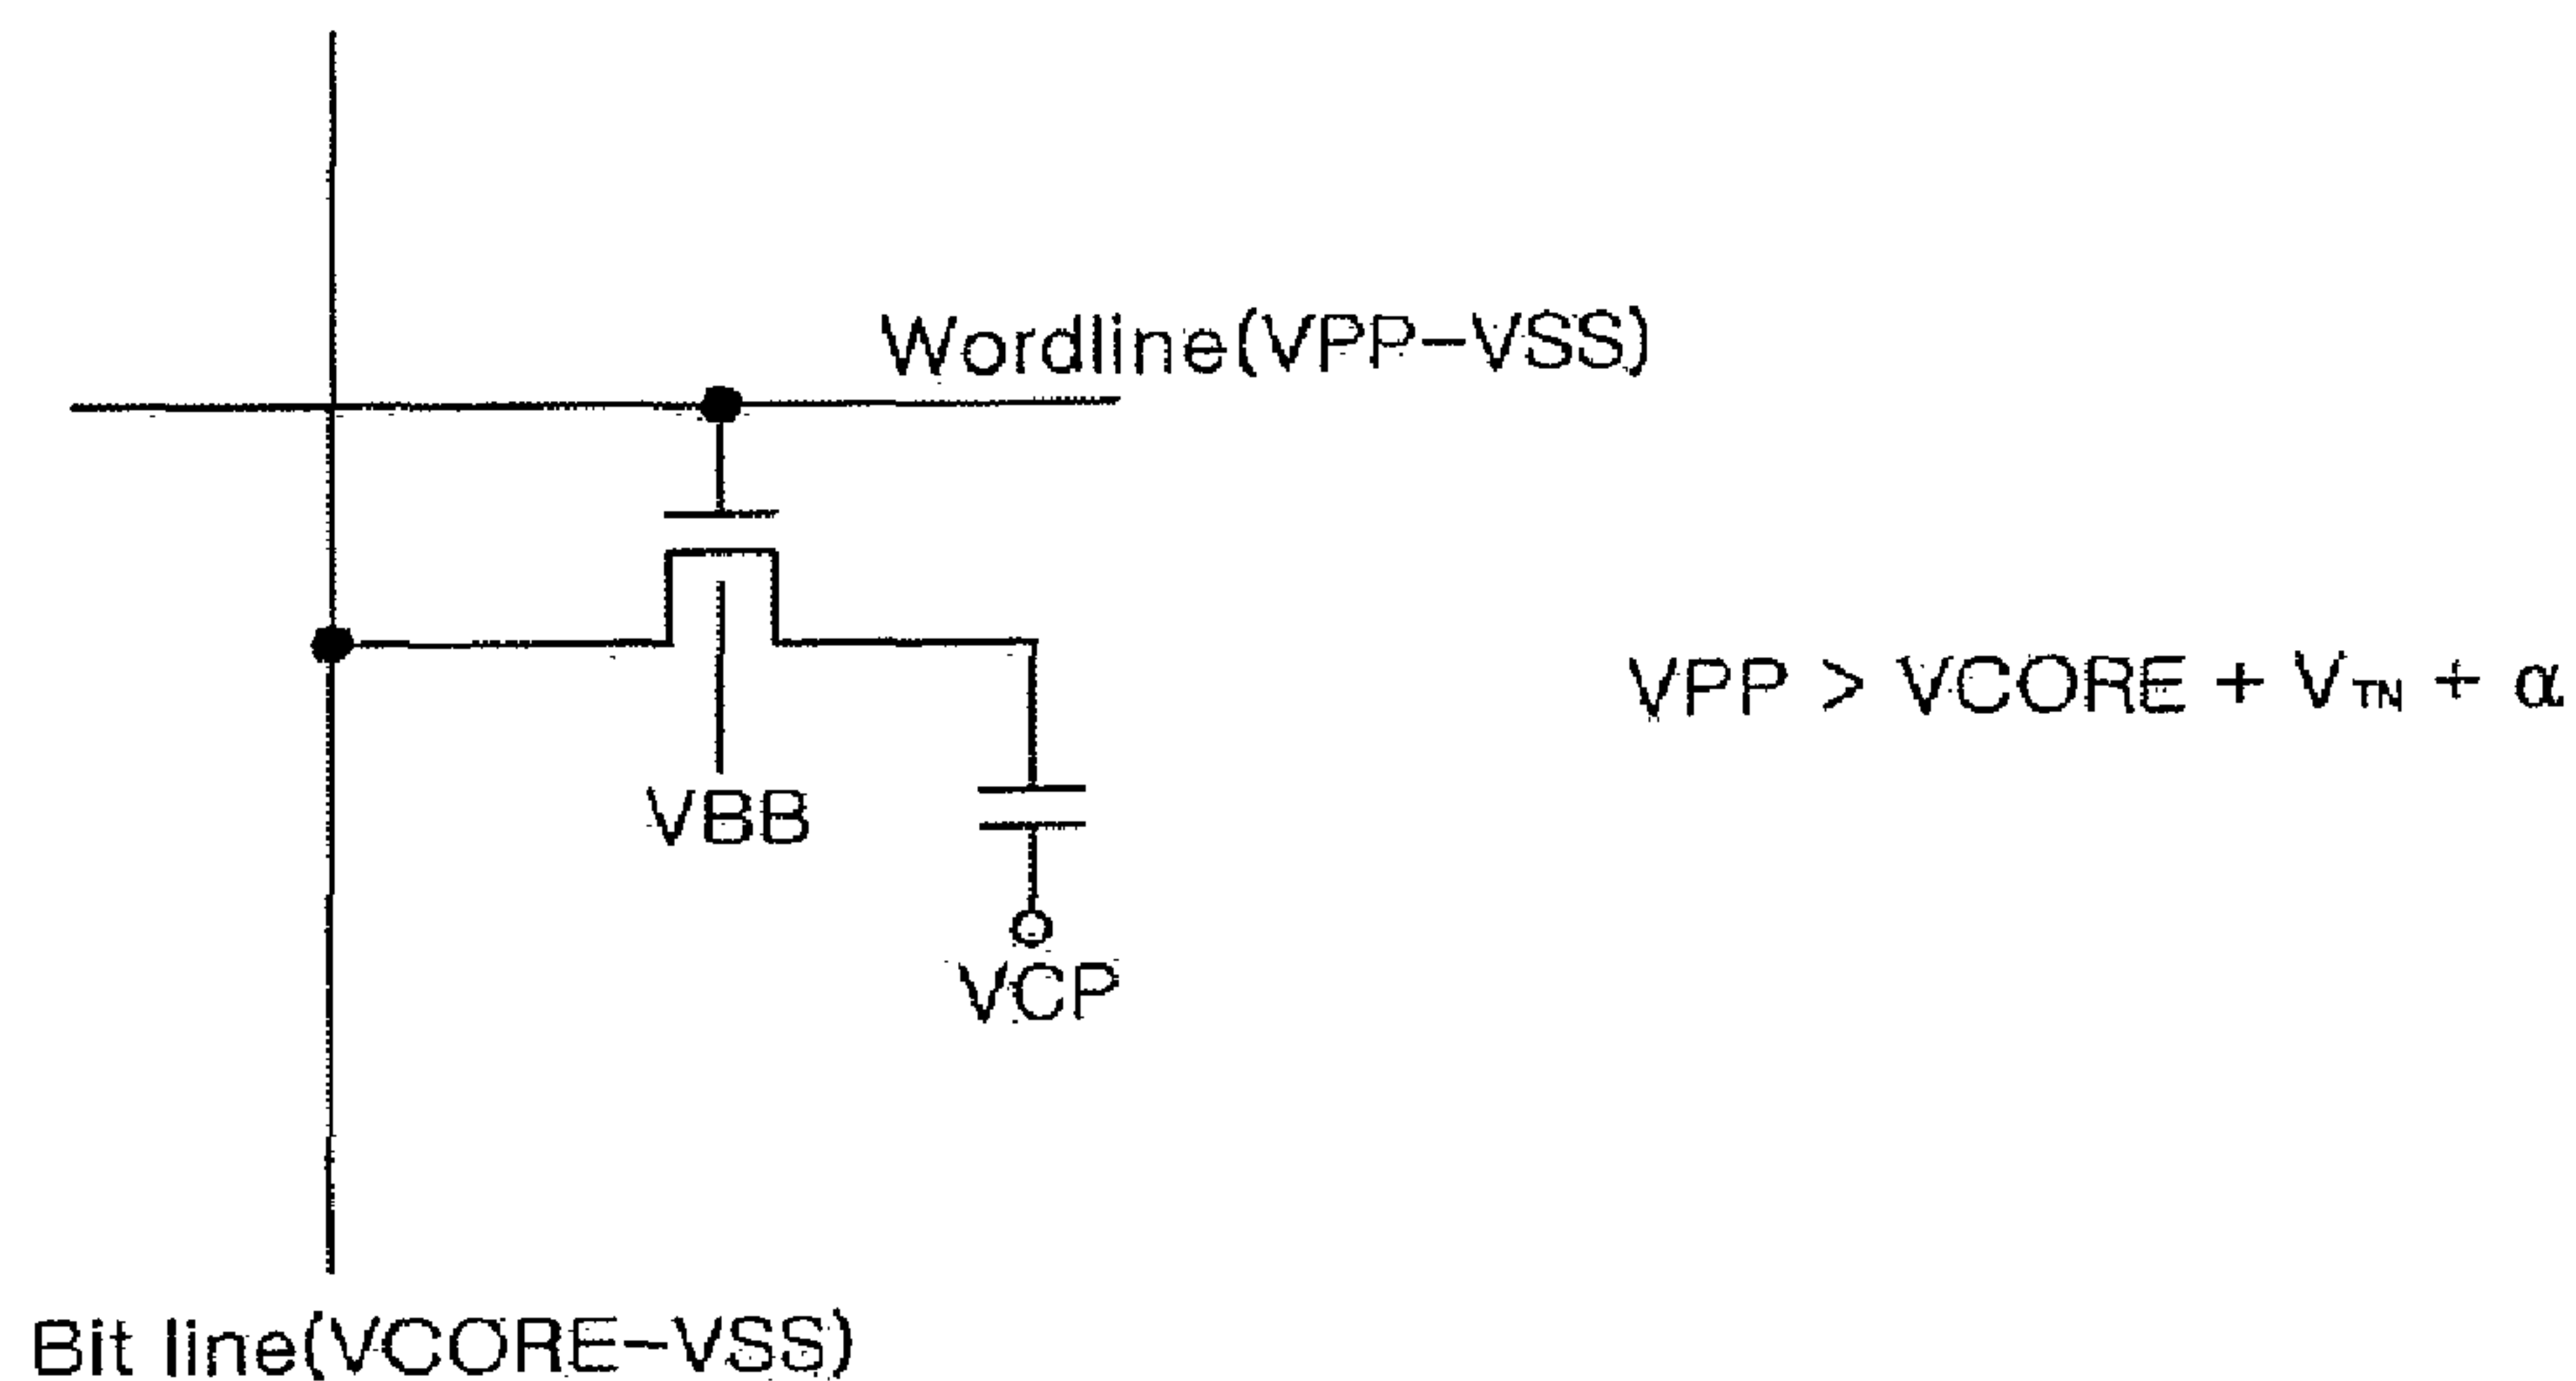 Wordline(VPP-VSS)
VPP > VCORE + VTN + α
VBB
VCP
Bit line(VCORE-VSS)